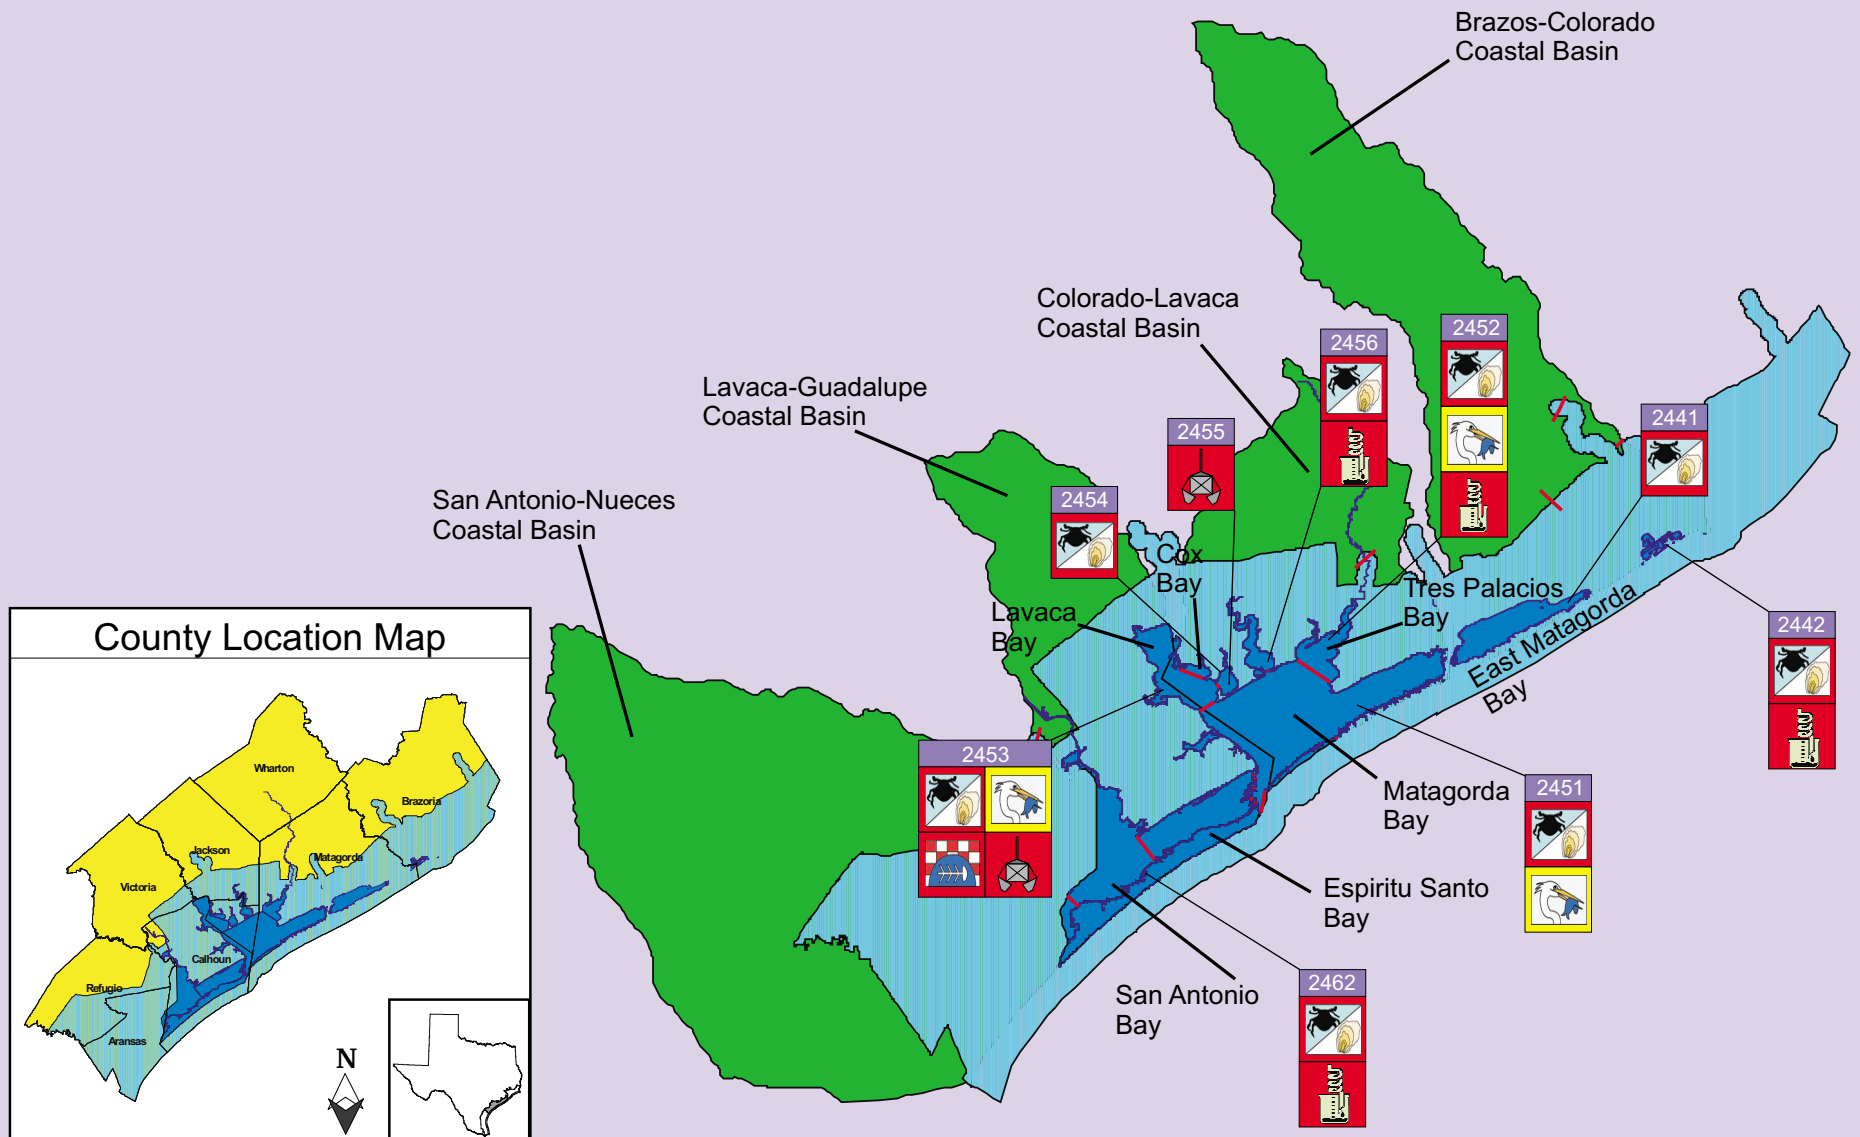 Brazos-Colorado
Coastal Basin
Colorado-Lavaca
Coastal Basin
2456
2452
Lavaca-Guadalupe
Coastal Basin
2455
2441
San Antonio-Nueces
Coastal Basin
2454
Cox
Bay
Tres Palacios
Bay
Lavaca
Bay
East Matagorda
Bay
2442
2453
Matagorda
Bay
2451
Espiritu Santo
Bay
San Antonio
Bay
2462
County Location Map
Wharton
Brazoria
Jackson
Matagorda
Victoria
Calhoun
Refugio
Aransas
N